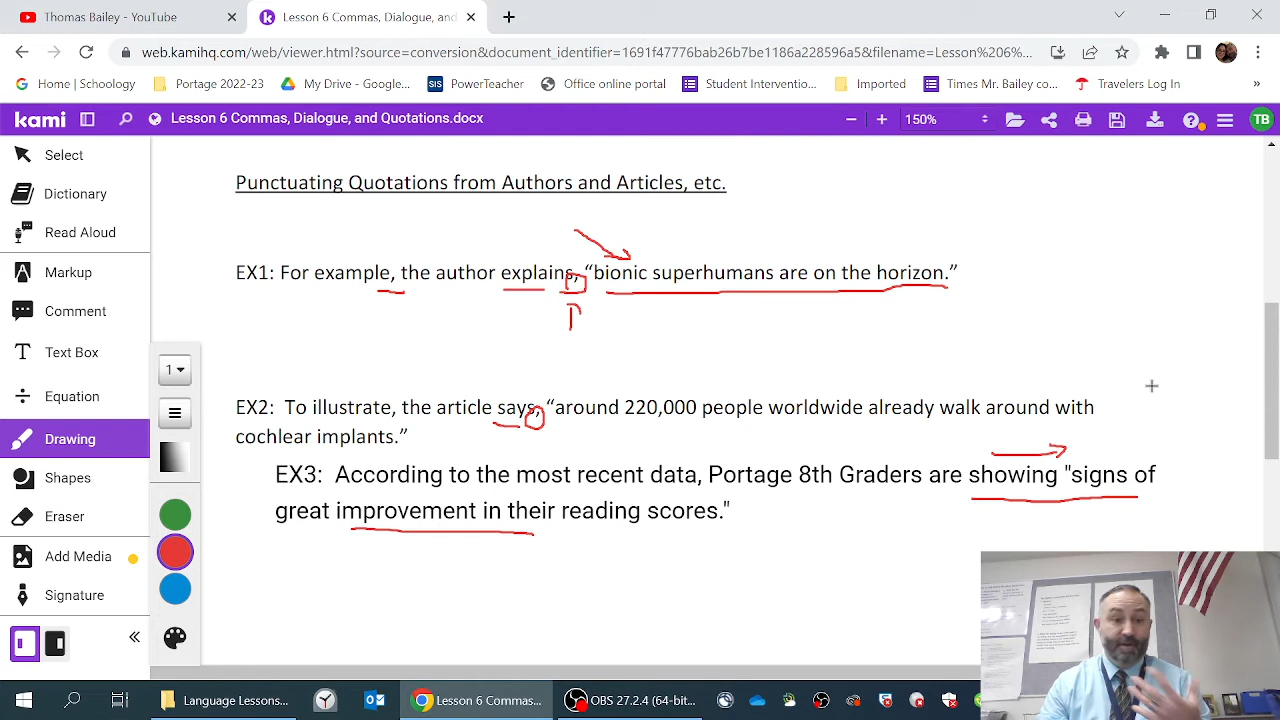 Thomas Bailey - YouTube
Lesson 6 Commas, Dialogue, and
web.kamihq.com/web/viewer.html?source=conversion&document_identifier=1691f47776bab26b7be1186a228596a5&filename=Lesson%206%...
Home | Schoology
Portage 2022-23
My Drive - Google...
SIS
PowerTeacher
Office online portal
Student Interventio...
Imported
Times Mr. Bailey co...
Travelers Log In
»
kami
Lesson 6 Commas, Dialogue, and Quotations.docx
150%
TB
Select
Dictionary
Read Aloud
Markup
Comment
Text Box
Equation
Drawing
Shapes
Eraser
Add Media
Signature
1
Punctuating Quotations from Authors and Articles, etc.
EX1: For example, the author explains, “bionic superhumans are on the horizon.”
EX2:  To illustrate, the article says, “around 220,000 people worldwide already walk around with
cochlear implants.”
EX3:  According to the most recent data, Portage 8th Graders are showing "signs of
great improvement in their reading scores."
Language Lessons...
Lesson 6 Commas...
OBS 27.2.4 (64-bit...